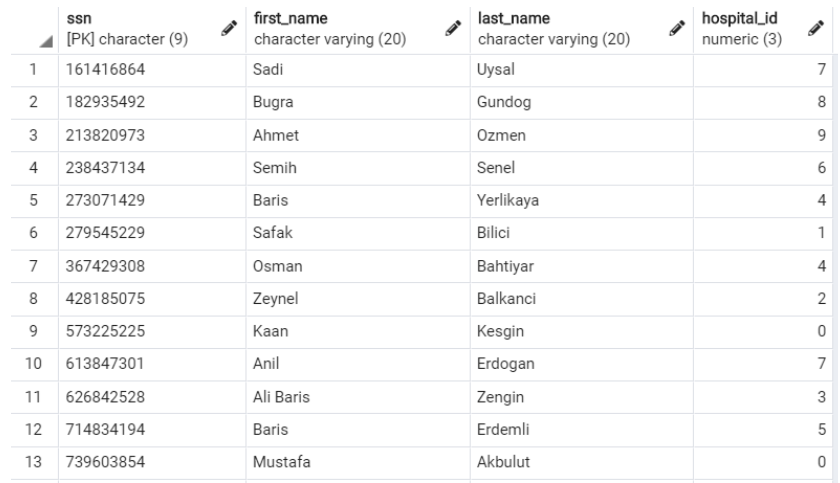 ssn first_name last_name hospital_id
[PK] character (9) character varying (20) character varying (20) numeric (3)
1 161416864 Sadi Uysal 7
2 182935492 Bugra Gundog 8
3 213820973 Ahmet Ozmen 9
4 238437134 Semih Senel 6
5 273071429 Baris Yerlikaya 4
6 279545229 Safak Bilici 1
7 367429308 Osman Bahtiyar 4
8 428185075 Zeynel Balkanci 2
9 573225225 Kaan Kesgin 0
10 613847301 Anil Erdogan 7
11 626842528 Ali Baris Zengin 3
12 714834194 Baris Erdemli 5
13 739603854 Mustafa Akbulut 0